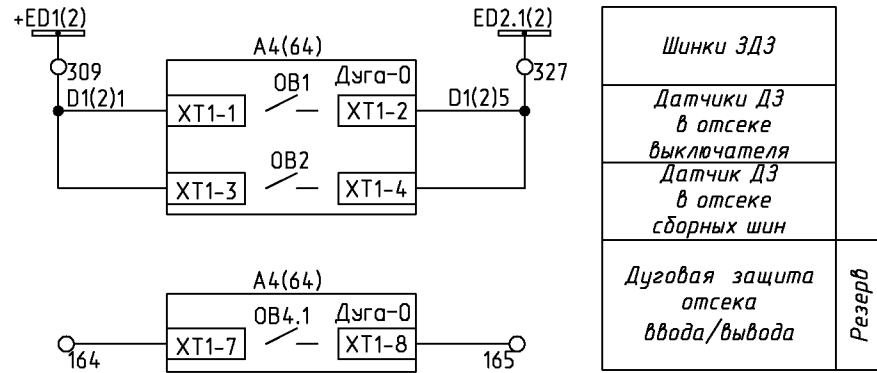 +ED1(2)
ED2.1(2)
309
327
A4(64)
D1(2)1
D1(2)5
OB1
Дуга-О
XT1-1
XT1-2
OB2
XT1-3
XT1-4
A4(64)
OB4.1
Дуга-О
XT1-7
XT1-8
164
165
Шинки ЗДЗ
Датчики ДЗ
в отсеке
выключателя
Датчик ДЗ
в отсеке
сборных шин
Дуговая защита
отсека
ввода/вывода
Резерв